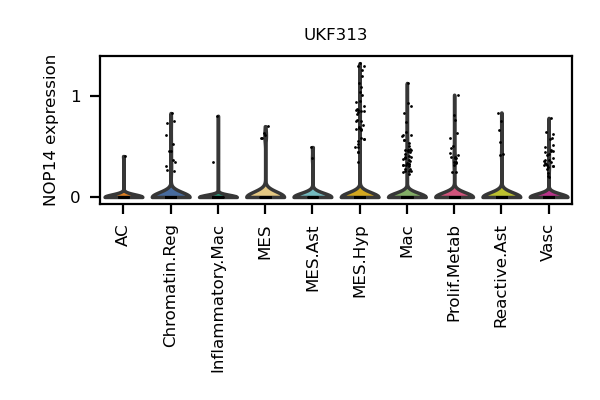 UKF313
NOP14 expression
1
0
AC
Chromatin.Reg
Inflammatory.Mac
MES
MES.Ast
MES.Hyp
Mac
Prolif.Metab
Reactive.Ast
Vasc